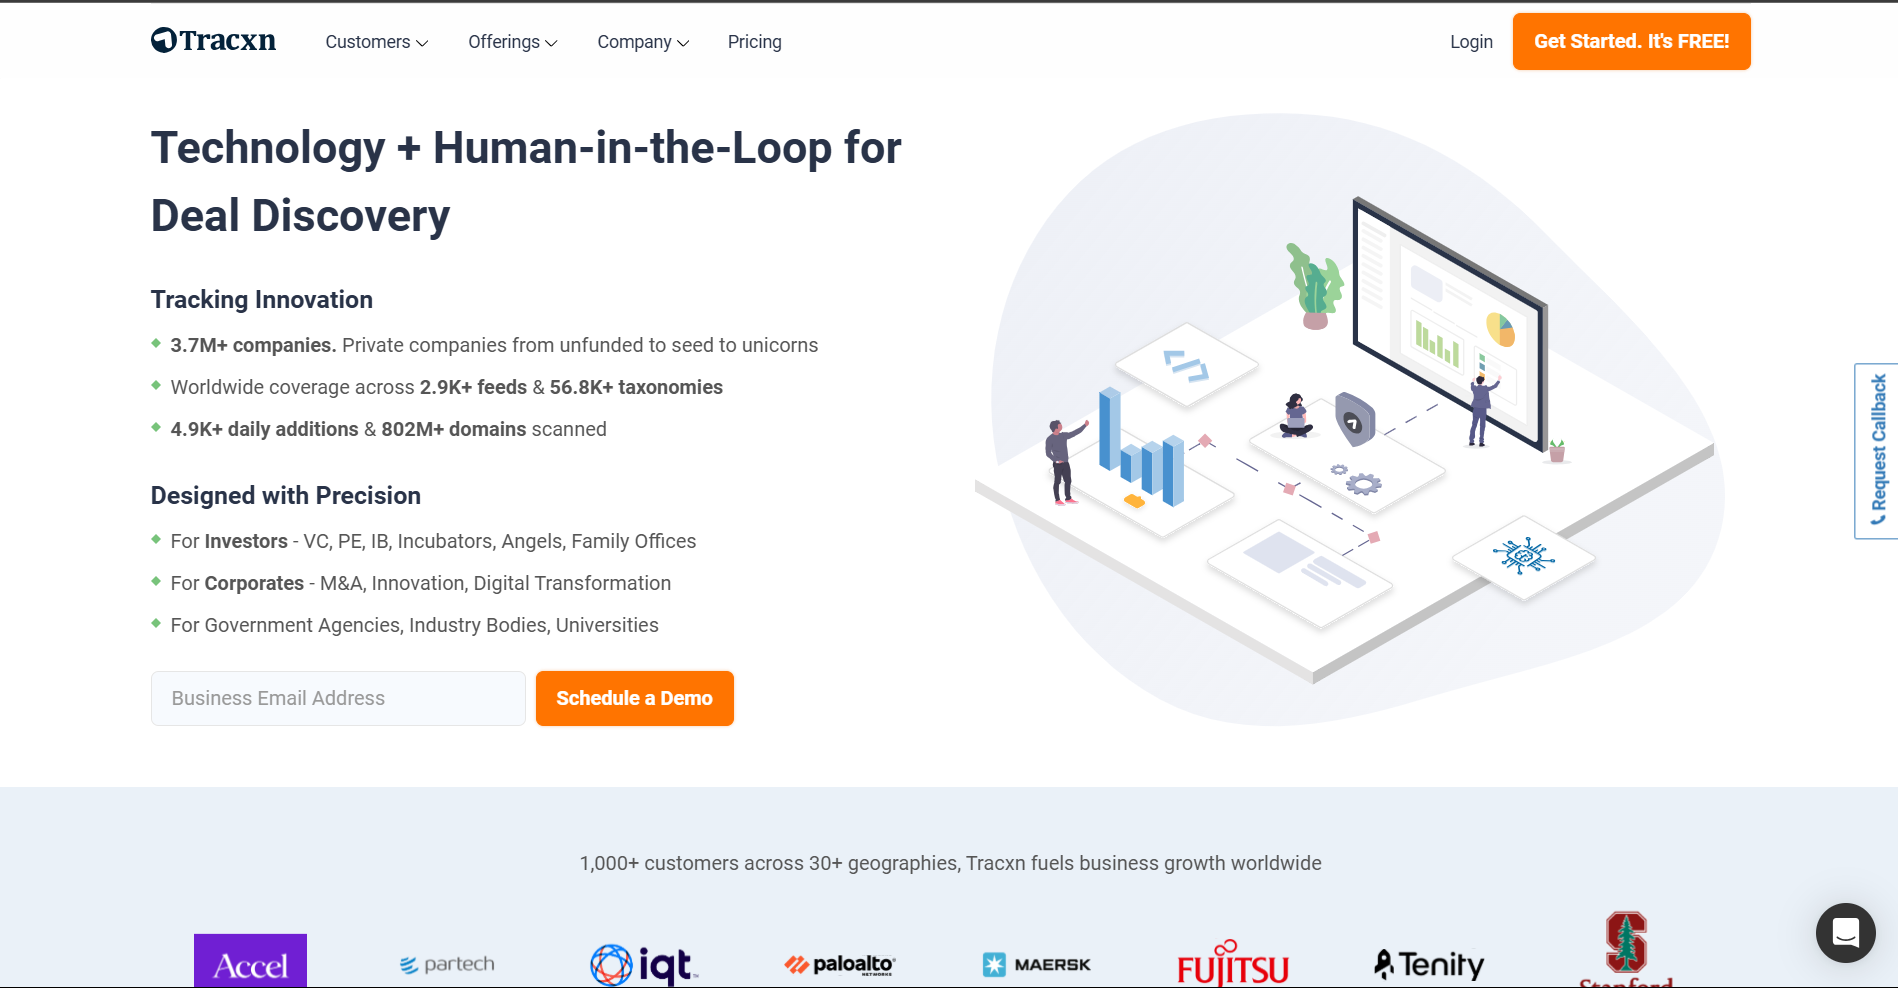 Tracxn
Customers
Offerings
Company
Pricing
Login
Get Started. It's FREE!
Technology + Human-in-the-Loop for
Deal Discovery
Tracking Innovation
3.7M+ companies. Private companies from unfunded to seed to unicorns
Worldwide coverage across 2.9K+ feeds & 56.8K+ taxonomies
4.9K+ daily additions & 802M+ domains scanned
Designed with Precision
For Investors - VC, PE, IB, Incubators, Angels, Family Offices
For Corporates - M&A, Innovation, Digital Transformation
For Government Agencies, Industry Bodies, Universities
Business Email Address
Schedule a Demo
Request Callback
1,000+ customers across 30+ geographies, Tracxn fuels business growth worldwide
Accel
partech
iqt™
paloalto®
NETWORKS
MAERSK
FUJITSU
Tenity
S
Stanford